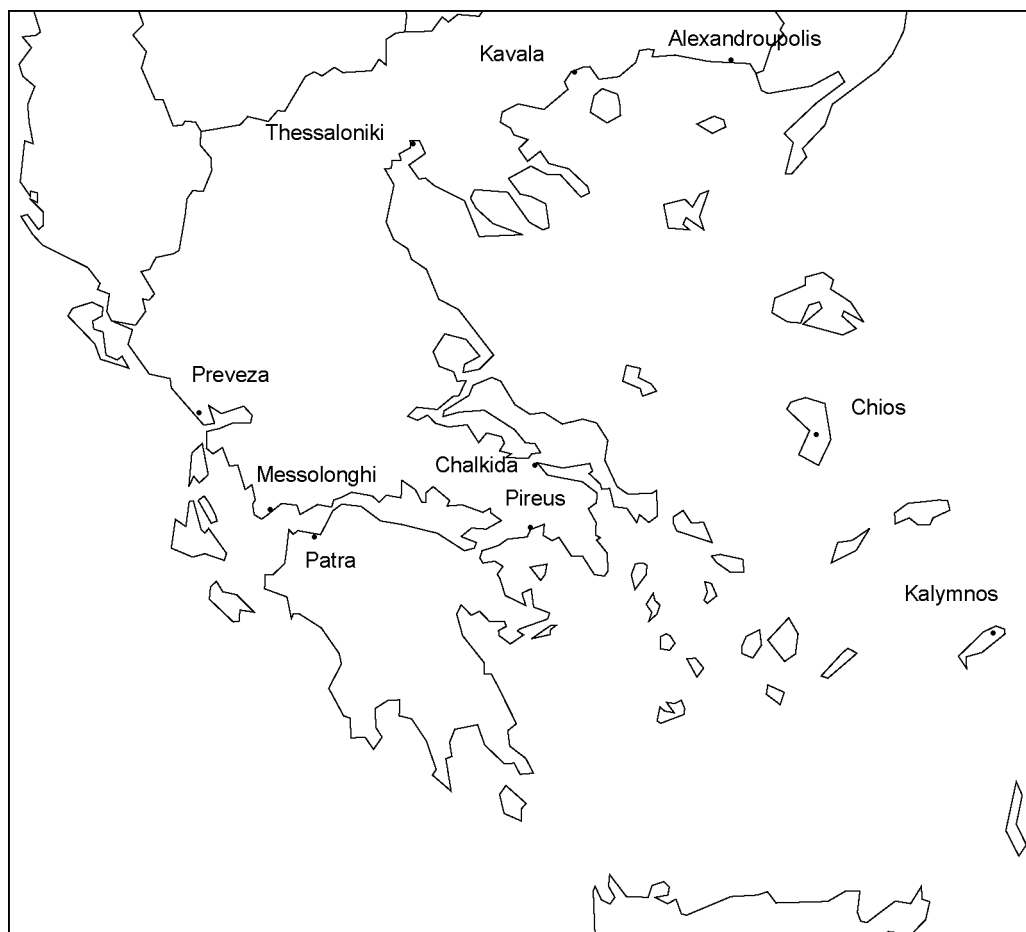 Alexandroupolis
Kavala
Thessaloniki
Preveza
Chios
Chalkida
Messolonghi
Pireus
Patra
Kalymnos